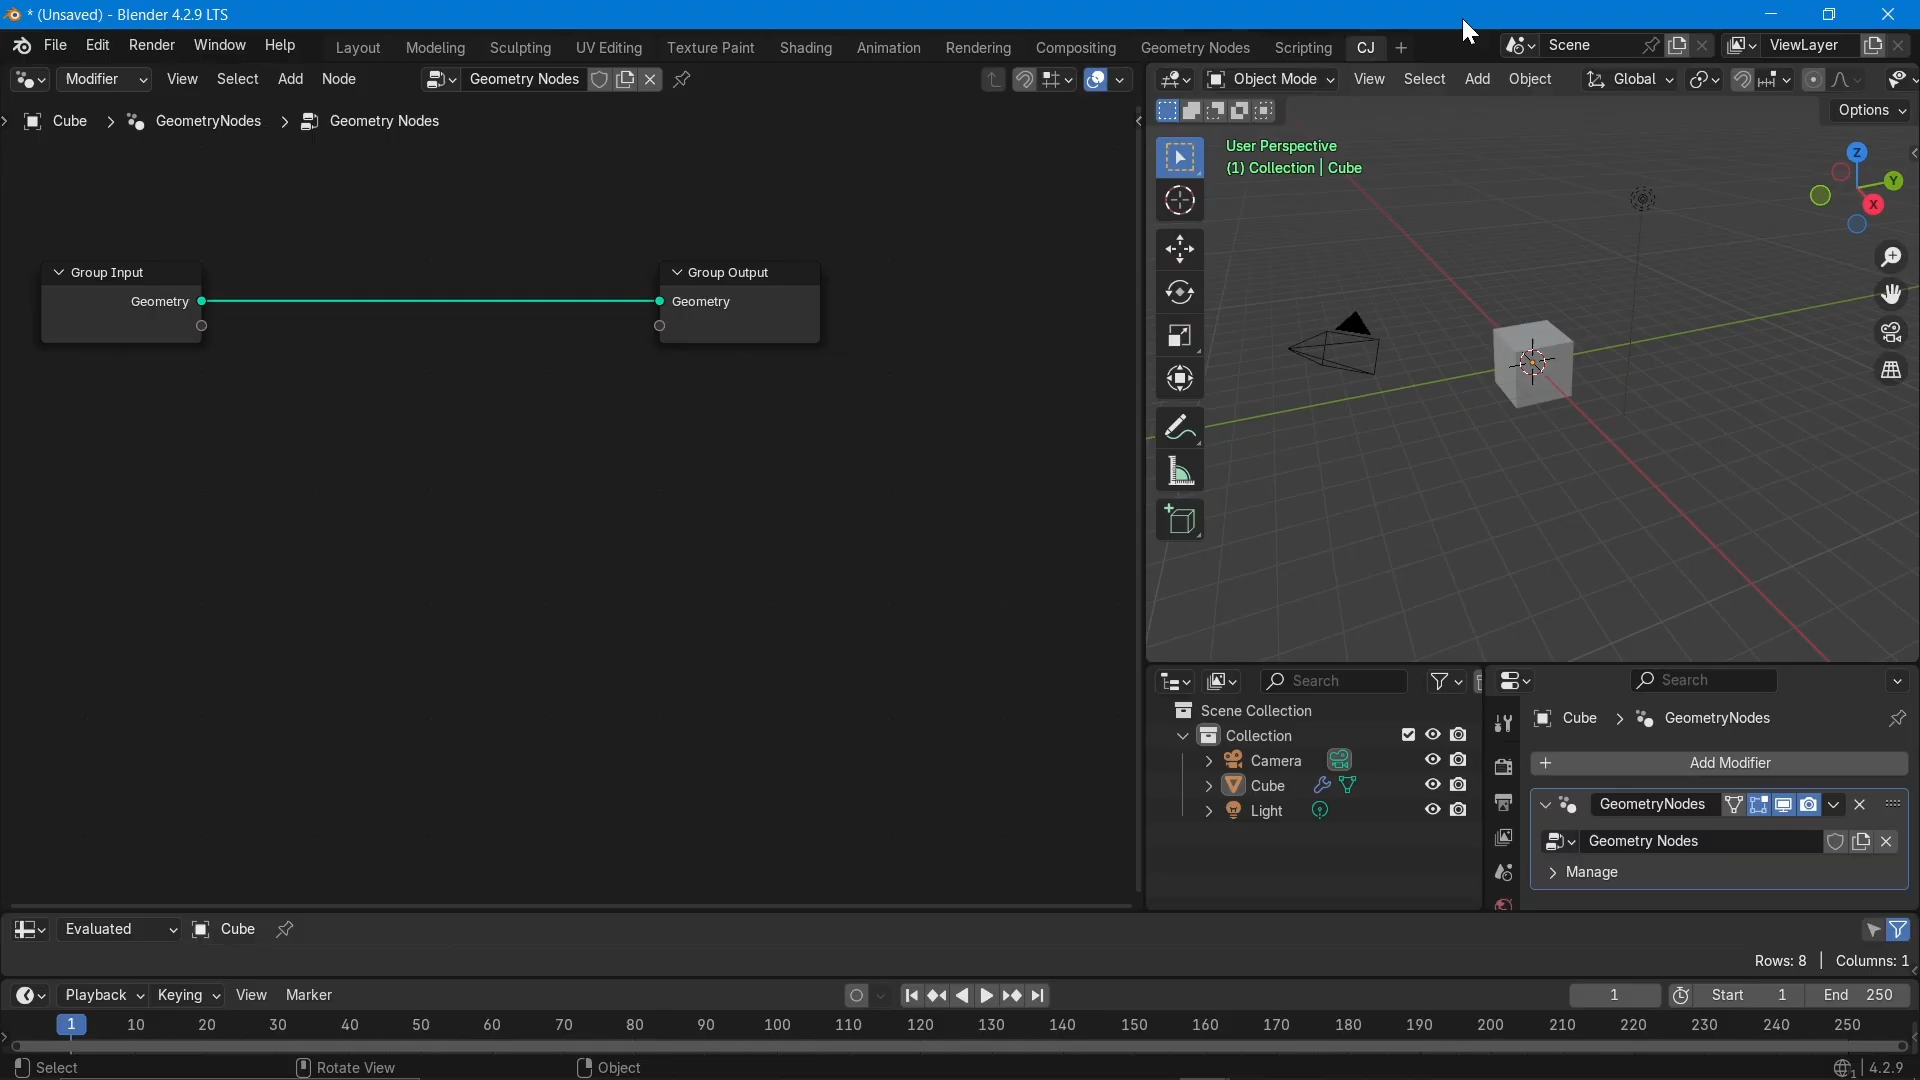 * (Unsaved) - Blender 4.2.9 LTS
File Edit Render Window Help Layout Modeling Sculpting UV Editing Texture Paint Shading Animation Rendering Compositing Geometry Nodes Scripting CJ + Scene ViewLayer
Modifier View Select Add Node Geometry Nodes
Object Mode View Select Add Object Global
Options
Cube > GeometryNodes > Geometry Nodes
User Perspective
(1) Collection | Cube
Z
Y
X
Group Input
Geometry
Group Output
Geometry
Search
Scene Collection
Collection
Camera
Cube
Light
Search
Cube > GeometryNodes
+ Add Modifier
GeometryNodes
Geometry Nodes
Manage
Evaluated Cube
Rows: 8 | Columns: 1
Playback Keying View Marker 1 Start 1 End 250
1 10 20 30 40 50 60 70 80 90 100 110 120 130 140 150 160 170 180 190 200 210 220 230 240 250
Select Rotate View Object 1 | 4.2.9